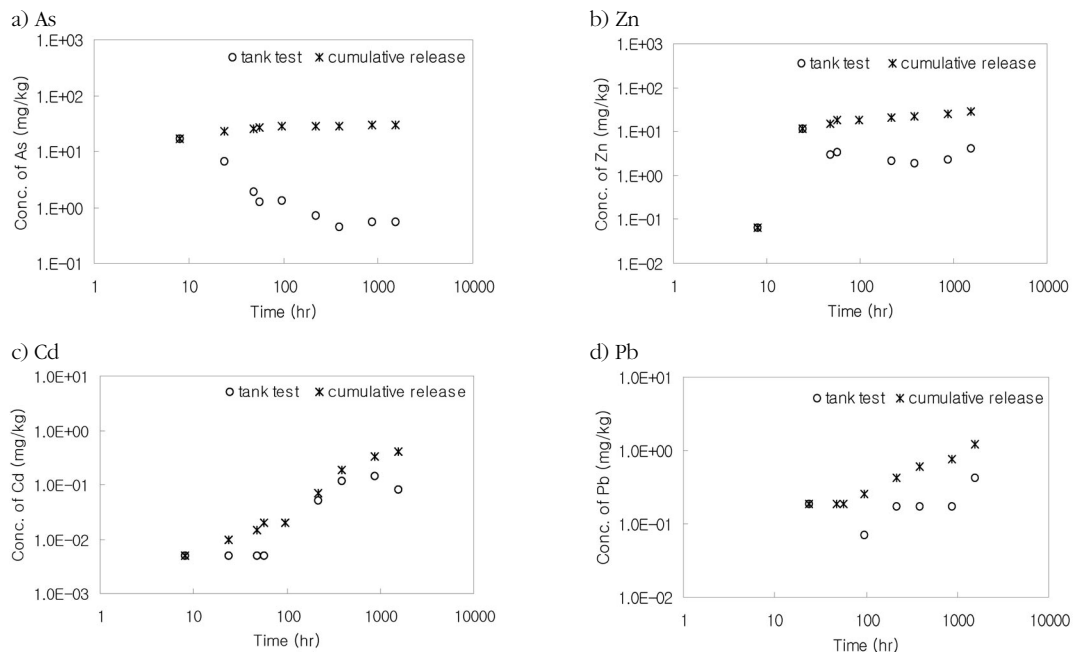 a) As
1.E+03
1.E+02
1.E+01
1.E+00
1.E-01
Conc. of As (mg/kg)
tank test cumulative release
1 10 100 1000 10000
Time (hr)
b) Zn
1.E+03
1.E+02
1.E+01
1.E+00
1.E-01
1.E-02
Conc. of Zn (mg/kg)
tank test cumulative release
1 10 100 1000 10000
Time (hr)
c) Cd
1.0E+01
1.0E+00
1.0E-01
1.0E-02
1.0E-03
Conc. of Cd (mg/kg)
tank test cumulative release
1 10 100 1000 10000
Time (hr)
d) Pb
1.0E+01
1.0E+00
1.0E-01
1.0E-02
Conc. of Pb (mg/kg)
tank test cumulative release
1 10 100 1000 10000
Time (hr)